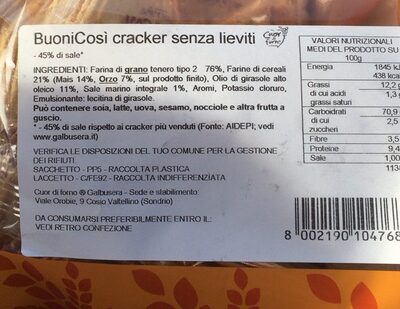 BuoniCosì cracker senza lieviti
Cuor di Forno
- 45% di sale*
INGREDIENTI: Farina di grano tenero tipo 2 76%, Farine di cereali
21% (Mais 14%, Orzo 7%, sul prodotto finito), Olio di girasole alto
oleico 11%, Sale marino integrale 1%, Aromi, Potassio cloruro,
Emulsionante: lecitina di girasole.
Può contenere soia, latte, uova, sesamo, nocciole e altra frutta a
guscio.
* - 45% di sale rispetto ai cracker più venduti (Fonte: AIDEPI; vedi
www.galbusera.it)
VERIFICA LE DISPOSIZIONI DEL TUO COMUNE PER LA GESTIONE
DEI RIFIUTI.
SACCHETTO - PP5 - RACCOLTA PLASTICA
LACCETTO - C/FE92 - RACCOLTA INDIFFERENZIATA
Cuor di forno ® Galbusera - Sede e stabilimento:
Viale Orobie, 9 Cosio Valtellino (Sondrio)
DA CONSUMARSI PREFERIBILMENTE ENTRO IL:
VEDI RETRO CONFEZIONE
VALORI NUTRIZIONALI
MEDI DEL PRODOTTO SU
100g
Energia 1845 kJ
438 kca
Grassi 12,2
di cui acidi 1,3
grassi saturi
Carboidrati 70,9
di cui 2,5
zuccheri
Fibre 3,5
Proteine 9,4
Sale 1,00
113
8 002190 104768